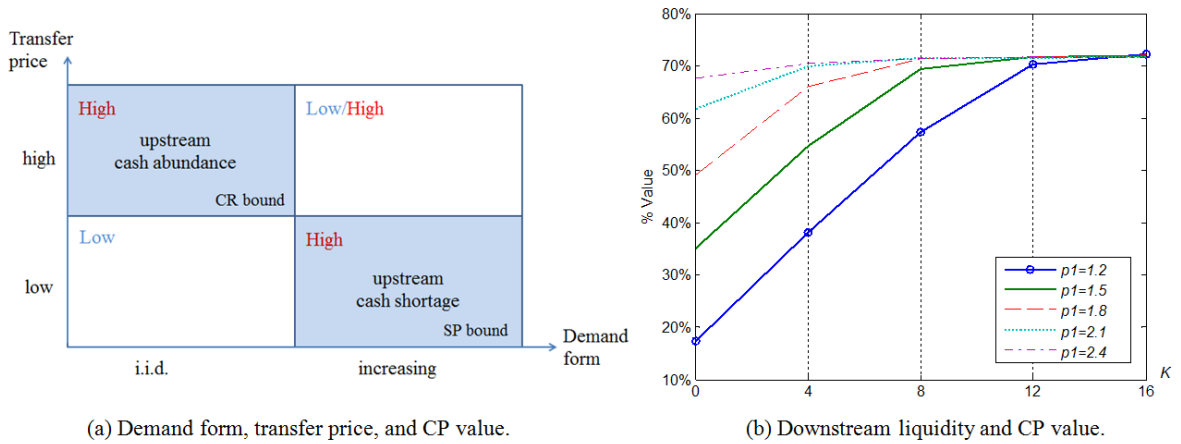 Transfer
price
high
low
High
upstream
cash abundance
CR bound
Low/High
Low
High
upstream
cash shortage
SP bound
Demand
form
i.i.d.
increasing
(a) Demand form, transfer price, and CP value.
80%
70%
60%
50%
40%
30%
20%
10%
% Value
0
4
8
12
16
K
p1=1.2
p1=1.5
p1=1.8
p1=2.1
p1=2.4
(b) Downstream liquidity and CP value.